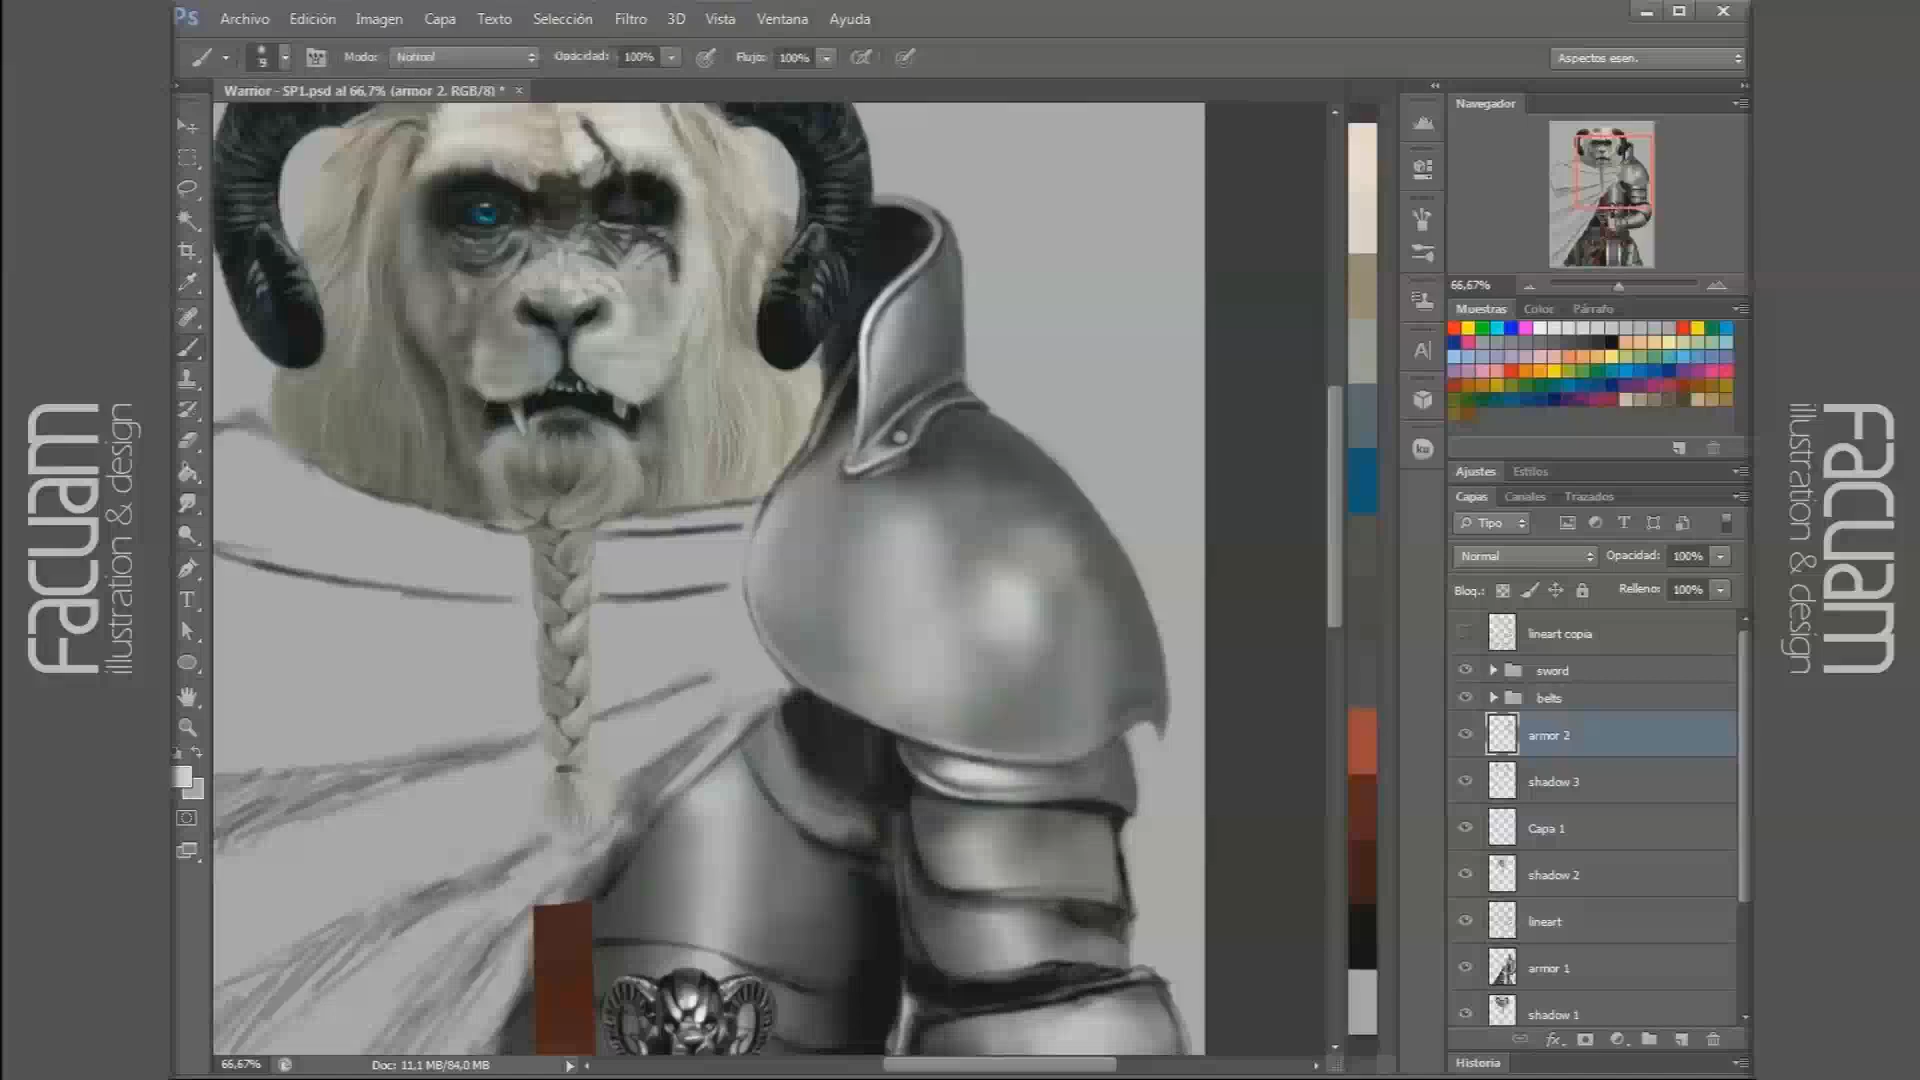 Ps Archivo Edición Imagen Capa Texto Selección Filtro 3D Vista Ventana Ayuda
9 Modo: Normal Opacidad: 100% Flujo: 100% Aspectos esen.
Warrior - SP1.psd al 66,7% (armor 2, RGB/8) * ×
Navegador
66,67%
Muestras Color Párrafo
Ajustes Estilos
Capas Canales Trazados
Tipo
Normal Opacidad: 100%
Bloq.: Relleno: 100%
lineart copia
sword
belts
armor 2
shadow 3
Capa 1
shadow 2
lineart
armor 1
shadow 1
fx
Historia
66,67% Doc: 11,1 MB/84,0 MB
Facuam
illustration & design
Facuam
illustration & design